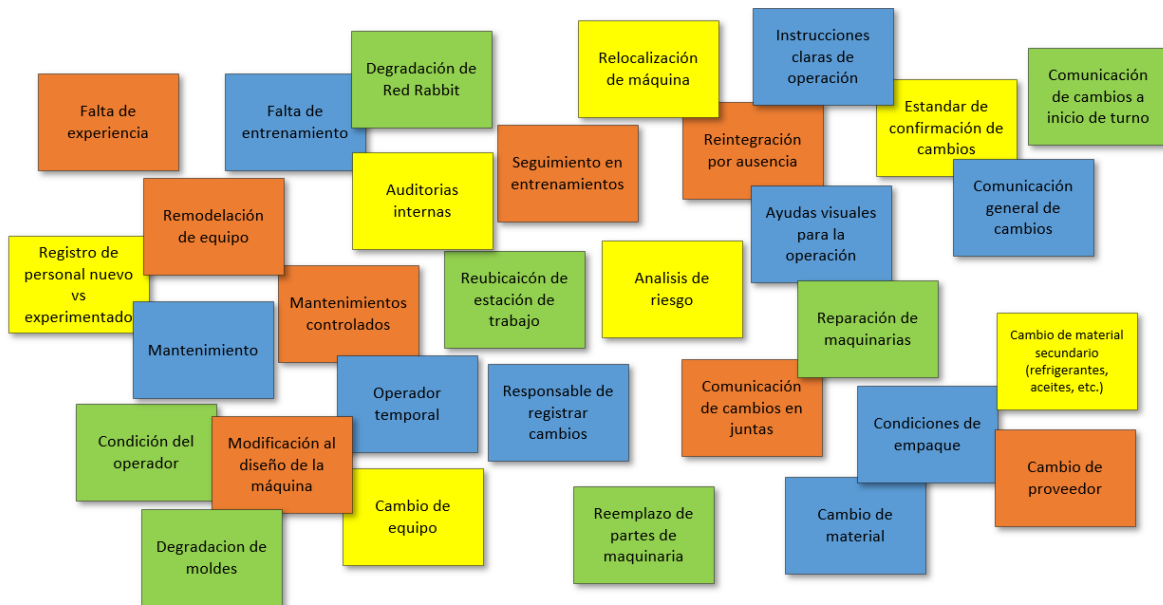 Falta de
experiencia
Falta de
entrenamiento
Degradación de
Red Rabbit
Relocalización
de máquina
Instrucciones
claras de
operación
Comunicación
de cambios a
inicio de turno
Estandar de
confirmación de
cambios
Reintegración
por ausencia
Seguimiento en
entrenamientos
Auditorias
internas
Remodelación
de equipo
Comunicación
general de
cambios
Ayudas visuales
para la
operación
Registro de
personal nuevo
vs
experimentado
Mantenimientos
controlados
Reubicaicón de
estación de
trabajo
Analisis de
riesgo
Mantenimiento
Reparación de
maquinarias
Cambio de material
secundario
(refrigerantes,
aceites, etc.)
Operador
temporal
Responsable de
registrar
cambios
Comunicación
de cambios en
juntas
Condiciones de
empaque
Condición del
operador
Modificación al
diseño de la
máquina
Cambio de
proveedor
Cambio de
equipo
Reemplazo de
partes de
maquinaria
Cambio de
material
Degradacion de
moldes